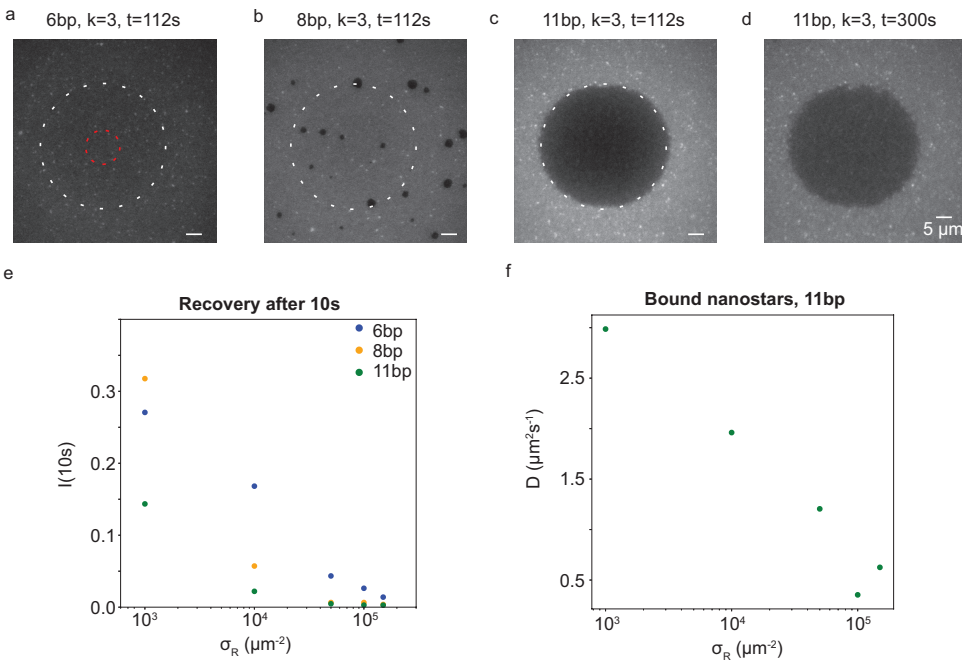 a
6bp, k=3, t=112s
b
8bp, k=3, t=112s
c
11bp, k=3, t=112s
d
11bp, k=3, t=300s
5 µm
e
Recovery after 10s
6bp
8bp
11bp
0.3
0.2
0.1
0.0
I(10s)
10³
10⁴
10⁵
σ_R (µm⁻²)
f
Bound nanostars, 11bp
2.5
1.5
0.5
D (µm²s⁻¹)
10³
10⁴
10⁵
σ_R (µm⁻²)